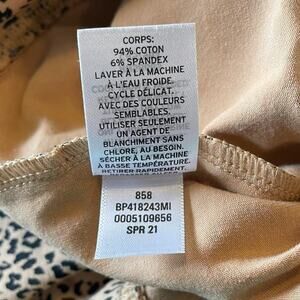 CORPS:
94% COTON
6% SPANDEX
LAVER À LA MACHINE
À L'EAU FROIDE.
CYCLE DÉLICAT.
AVEC DES COULEURS
SEMBLABLES.
UTILISER SEULEMENT
UN AGENT DE
BLANCHIMENT SANS
CHLORE, AU BESOIN.
SÉCHER À LA MACHINE
À BASSE TEMPÉRATURE.
RETIRER RAPIDEMENT.
858
BP418243MI
0005109656
SPR 21